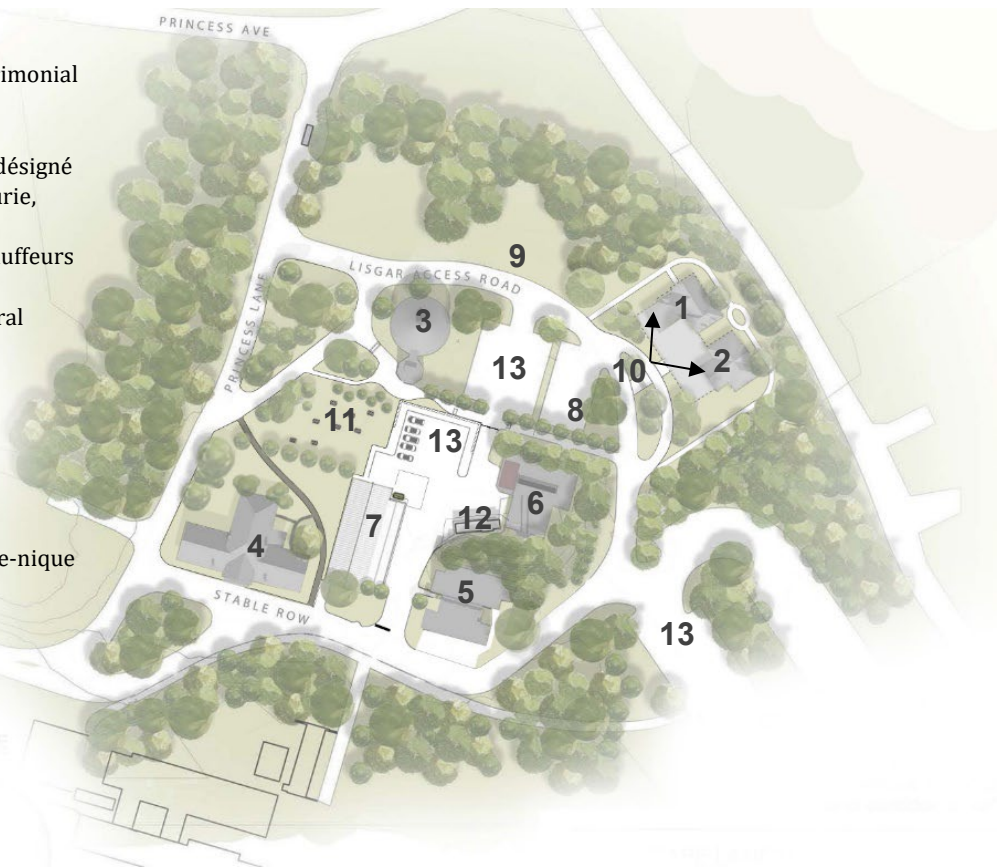 PRINCESS AVE
imonial
désigné
urie,
uffeurs
ral
e-nique
9
LISGAR ACCESS ROAD
1
3
2
PRINCESS LANE
13
10
8
11
13
6
7
12
4
5
STABLE ROW
13